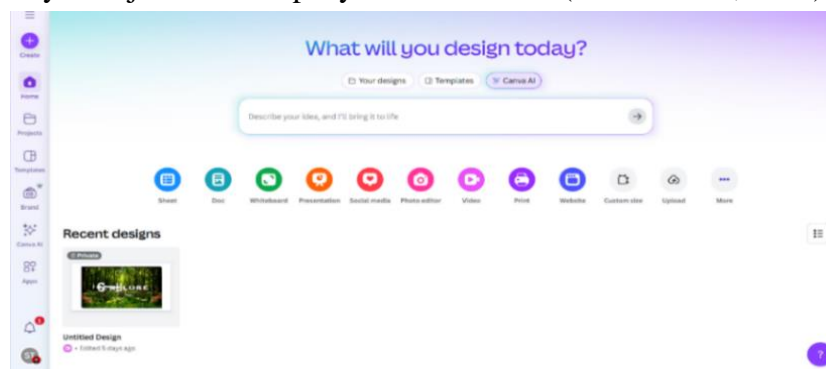 Create
What will you design today?
Your designs Templates Canva AI
Home
Describe your idea, and I'll bring it to life
Projects
Templates
Brand
Sheet Doc Whiteboard Presentation Social media Photo editor Video Print Website Custom size Upload More
Canva AI
Recent designs
Apps
Private
Untitled Design
• Edited 5 days ago
?